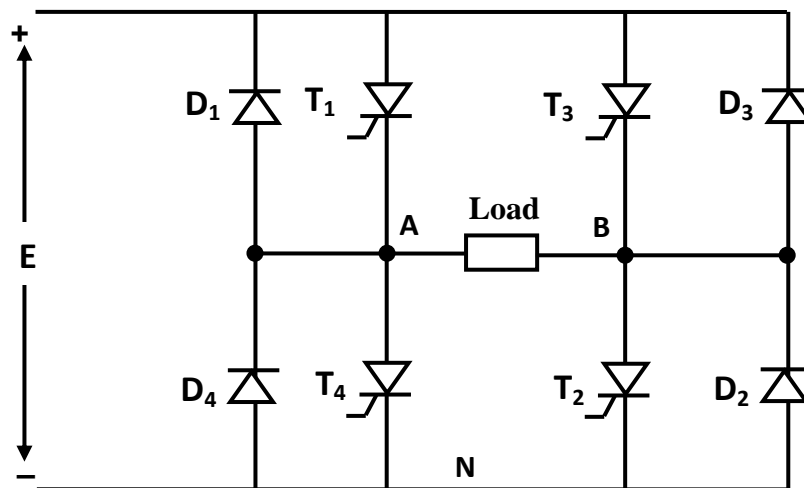 +
D₁
T₁
T₃
D₃
A
Load
B
E
D₄
T₄
T₂
D₂
N
−